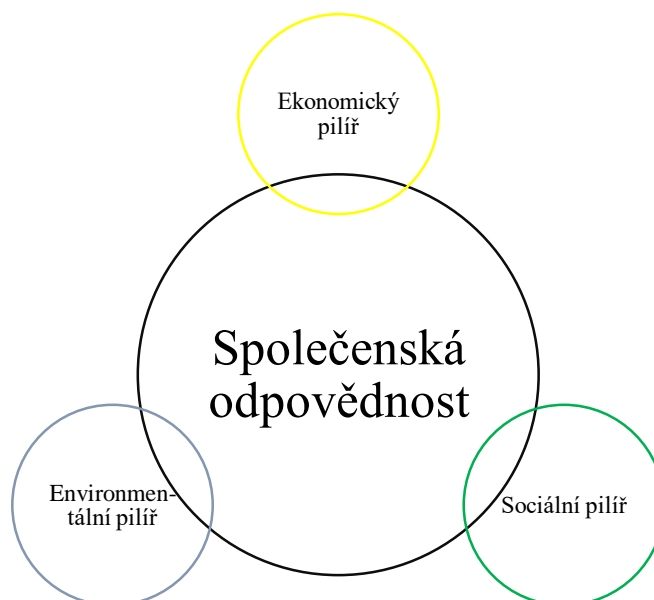 Ekonomický
pilíř
Společenská
odpovědnost
Environmen-
tální pilíř
Sociální pilíř